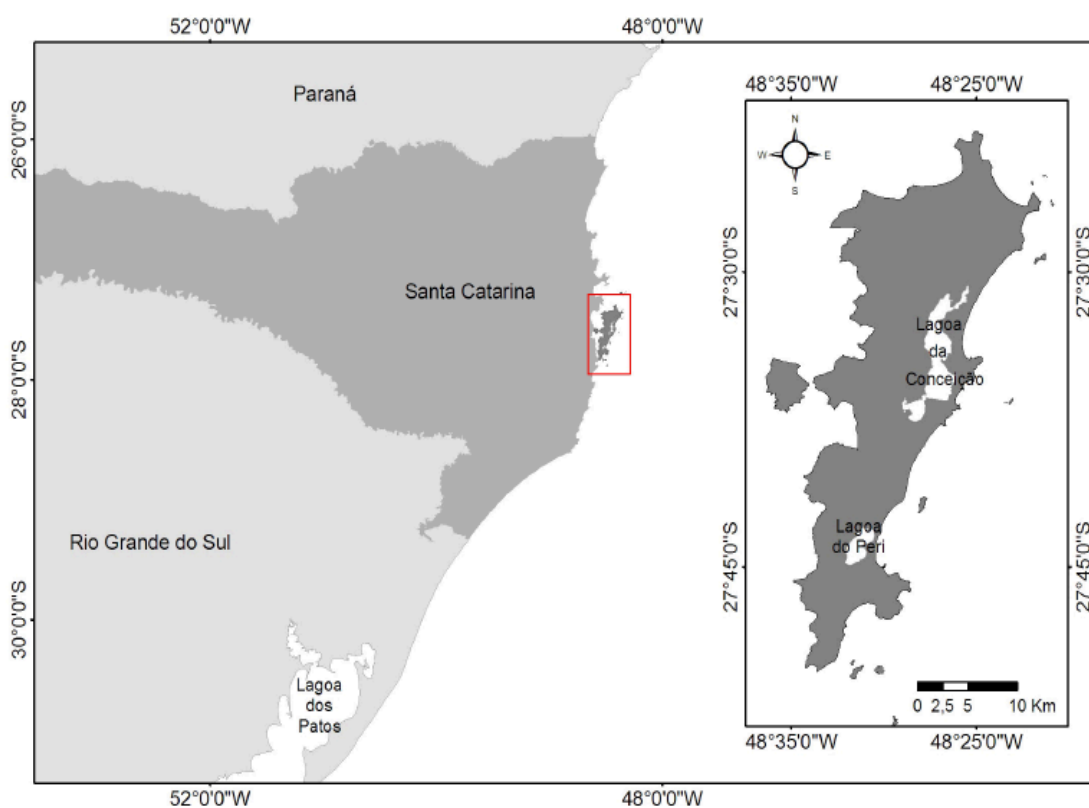 52°0'0"W
48°0'0"W
Paraná
26°0'0"S
Santa Catarina
28°0'0"S
Rio Grande do Sul
30°0'0"S
Lagoa
dos
Patos
52°0'0"W
48°0'0"W
48°35'0"W
48°25'0"W
N
W
E
S
27°30'0"S
27°30'0"S
Lagoa
da
Conceição
Lagoa
do Peri
27°45'0"S
27°45'0"S
0 2,5 5 10 Km
48°35'0"W
48°25'0"W